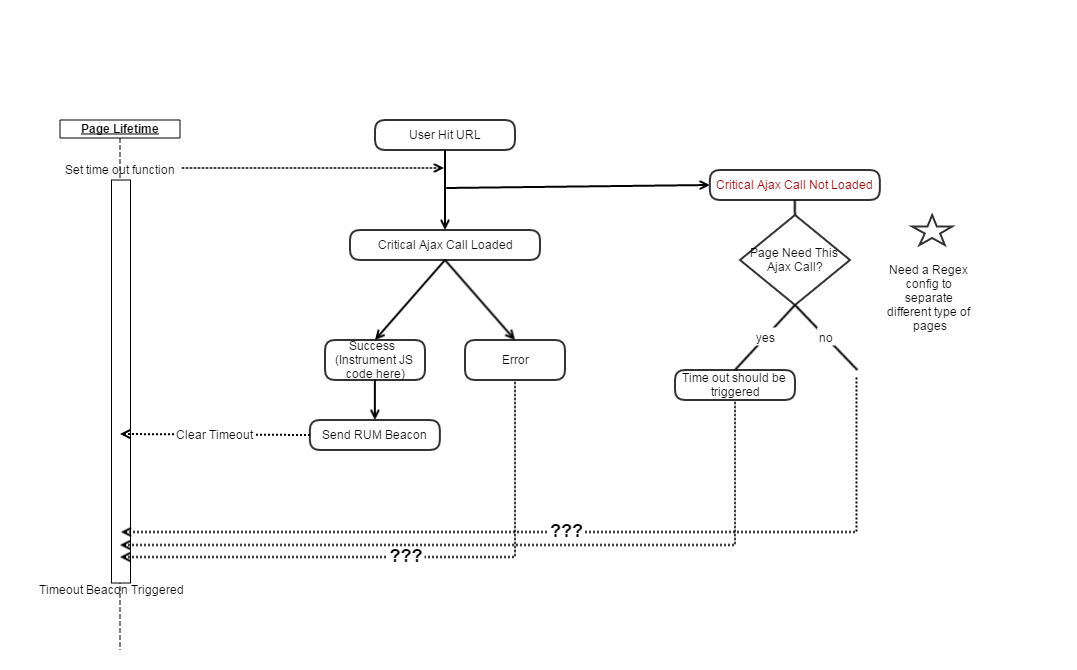 Page Lifetime
User Hit URL
Set time out function
Critical Ajax Call Not Loaded
Critical Ajax Call Loaded
Page Need This
Ajax Call?
Need a Regex
config to
separate
different type of
pages
yes
no
Success
(Instrument JS
code here)
Error
Time out should be
triggered
Clear Timeout
Send RUM Beacon
???
???
Timeout Beacon Triggered